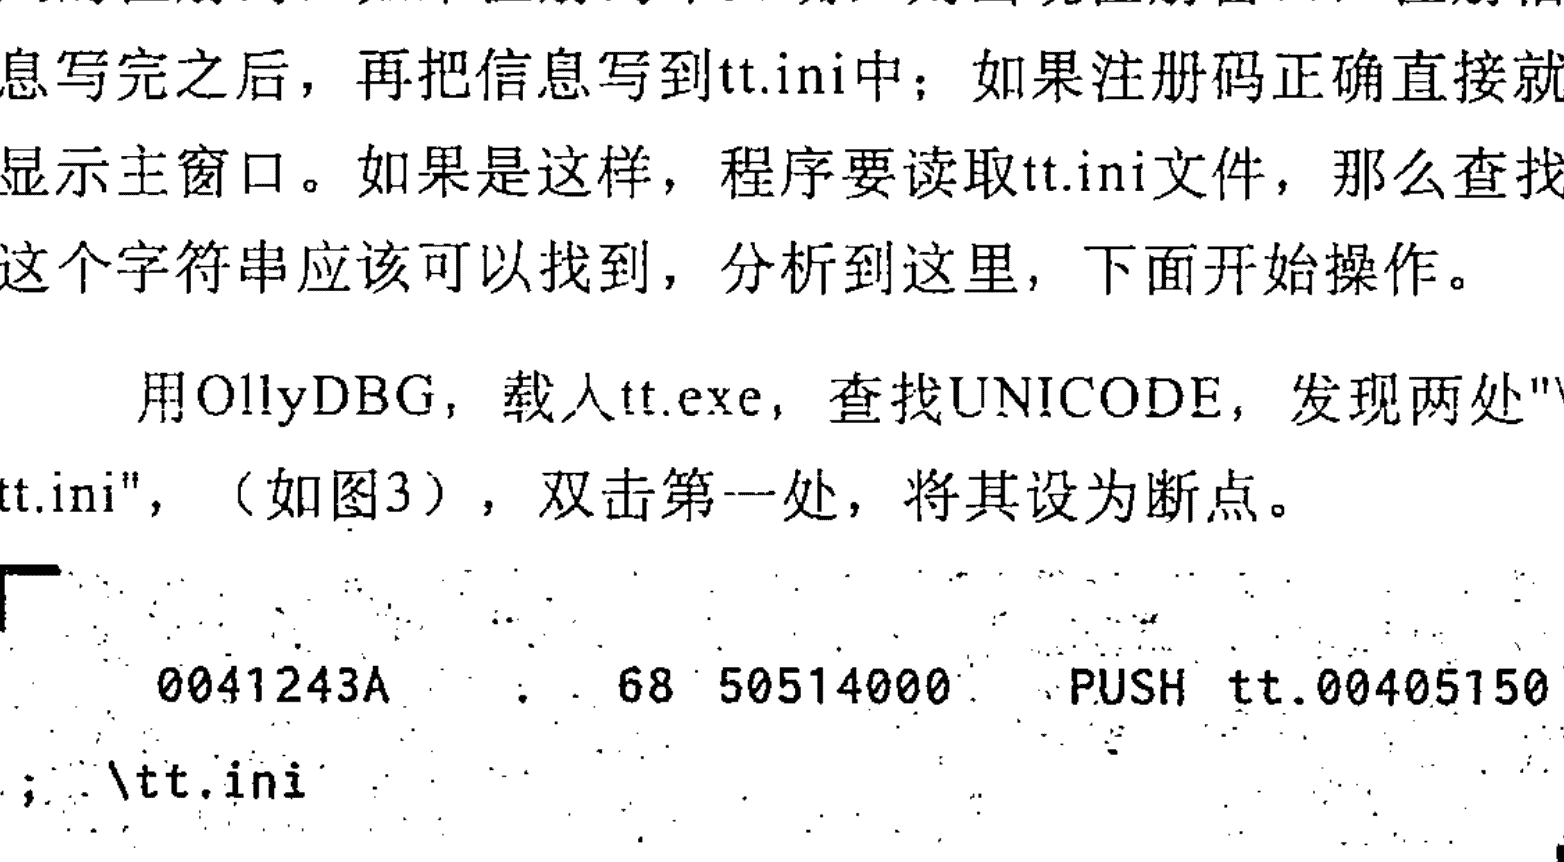 息写完之后，再把信息写到tt.ini中；如果注册码正确直接就
显示主窗口。如果是这样，程序要读取tt.ini文件，那么查找
这个字符串应该可以找到，分析到这里，下面开始操作。
用OllyDBG，载入tt.exe，查找UNICODE，发现两处"\
tt.ini"，（如图3），双击第一处，将其设为断点。
0041243A . 68 50514000 PUSH tt.00405150
; \tt.ini